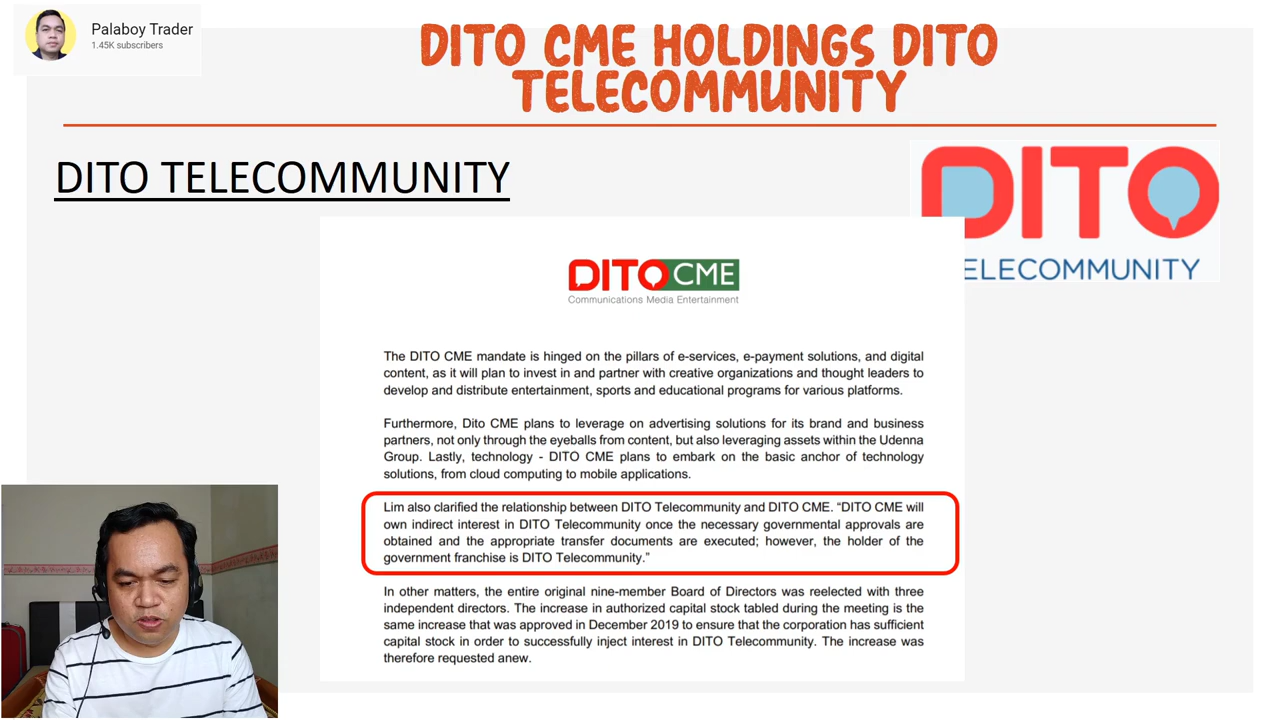 Palaboy Trader
1.45K subscribers
DITO CME HOLDINGS DITO
TELECOMMUNITY
DITO TELECOMMUNITY
DITO
ELECOMMUNITY
DITO CME
Communications Media Entertainment
The DITO CME mandate is hinged on the pillars of e-services, e-payment solutions, and digital
content, as it will plan to invest in and partner with creative organizations and thought leaders to
develop and distribute entertainment, sports and educational programs for various platforms.
Furthermore, Dito CME plans to leverage on advertising solutions for its brand and business
partners, not only through the eyeballs from content, but also leveraging assets within the Udenna
Group. Lastly, technology - DITO CME plans to embark on the basic anchor of technology
solutions, from cloud computing to mobile applications.
Lim also clarified the relationship between DITO Telecommunity and DITO CME. “DITO CME will
own indirect interest in DITO Telecommunity once the necessary governmental approvals are
obtained and the appropriate transfer documents are executed; however, the holder of the
government franchise is DITO Telecommunity.”
In other matters, the entire original nine-member Board of Directors was reelected with three
independent directors. The increase in authorized capital stock tabled during the meeting is the
same increase that was approved in December 2019 to ensure that the corporation has sufficient
capital stock in order to successfully inject interest in DITO Telecommunity. The increase was
therefore requested anew.